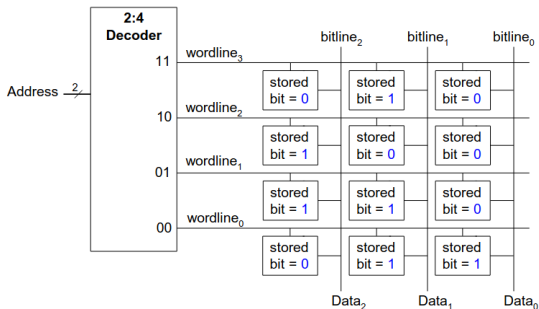 2:4
Decoder
bitline2 bitline1 bitline0
11 wordline3
Address 2
stored bit = 0
stored bit = 1
stored bit = 0
10 wordline2
stored bit = 1
stored bit = 0
stored bit = 0
01 wordline1
stored bit = 1
stored bit = 1
stored bit = 0
00 wordline0
stored bit = 0
stored bit = 1
stored bit = 1
Data2 Data1 Data0